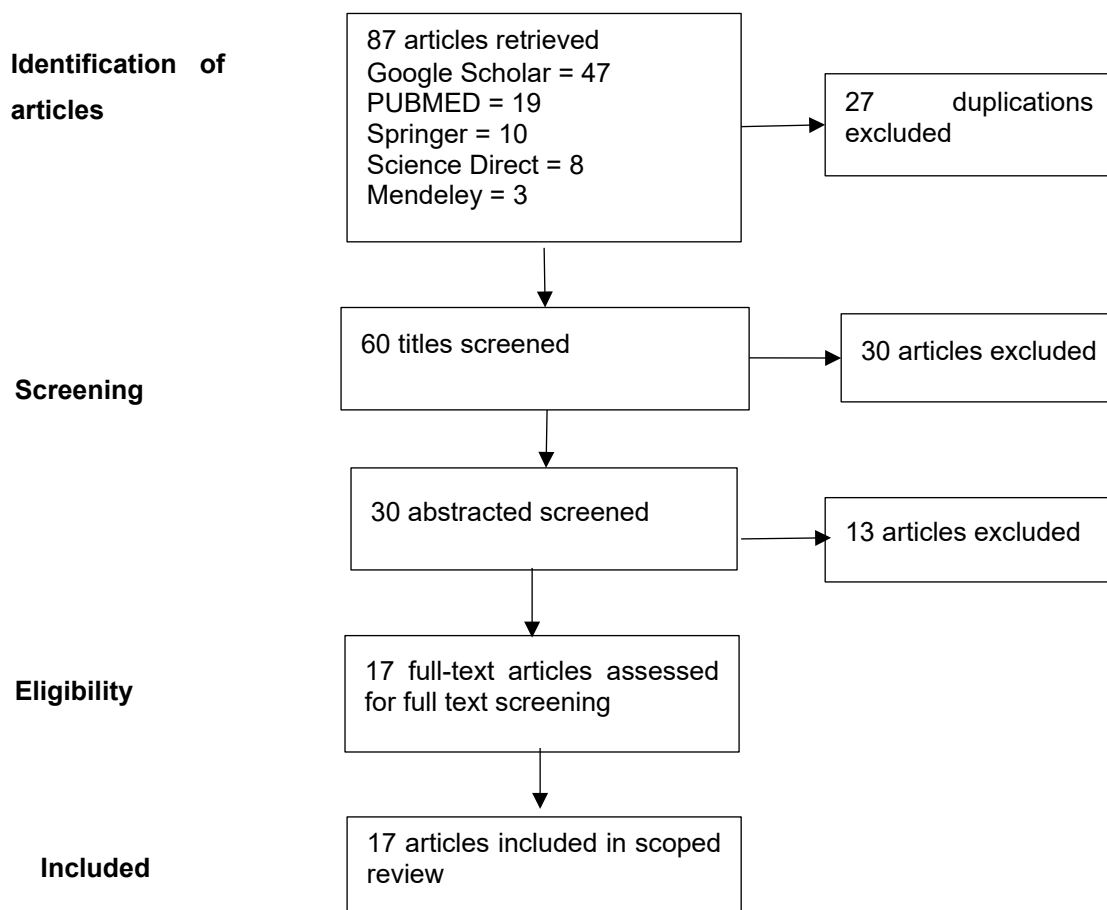 Identification of
articles
87 articles retrieved
Google Scholar = 47
PUBMED = 19
Springer = 10
Science Direct = 8
Mendeley = 3
27 duplications
excluded
Screening
60 titles screened
30 articles excluded
30 abstracted screened
13 articles excluded
Eligibility
17 full-text articles assessed
for full text screening
Included
17 articles included in scoped
review